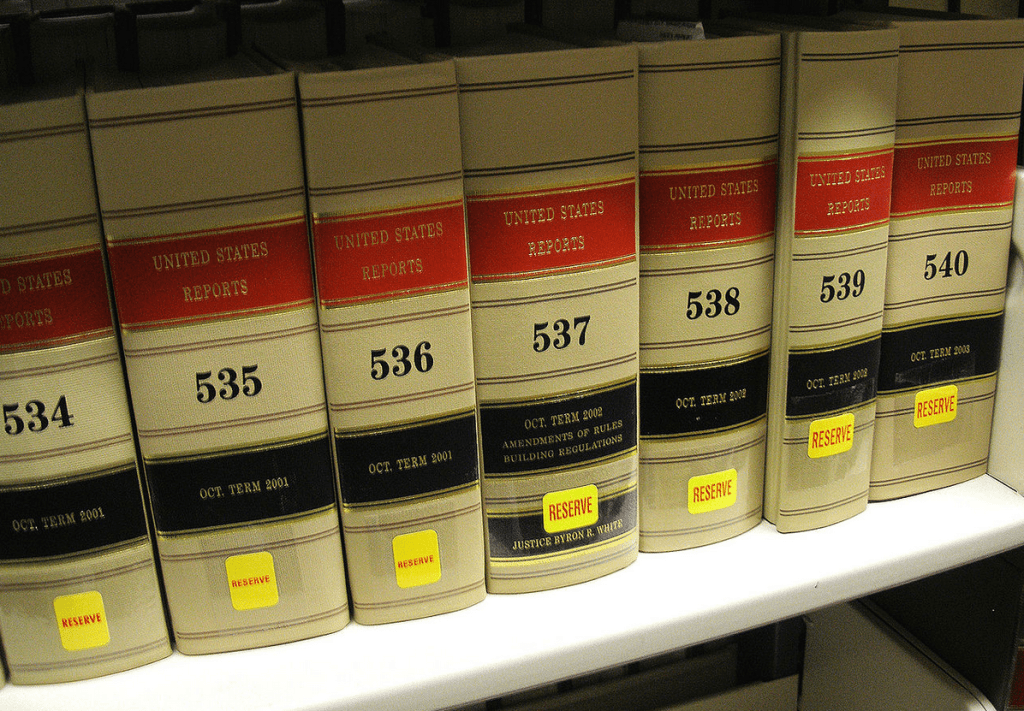 D STATES
EPORTS
534
OCT. TERM 2001
RESERVE
UNITED STATES
REPORTS
535
OCT. TERM 2001
RESERVE
UNITED STATES
REPORTS
536
OCT. TERM 2001
RESERVE
UNITED STATES
REPORTS
537
OCT. TERM 2002
AMENDMENTS OF RULES
BUILDING REGULATIONS
RESERVE
JUSTICE BYRON R. WHITE
UNITED STATES
REPORTS
538
OCT. TERM 2002
RESERVE
UNITED STATES
REPORTS
539
OCT. TERM 2002
RESERVE
UNITED STATES
REPORTS
540
OCT. TERM 2003
RESERVE